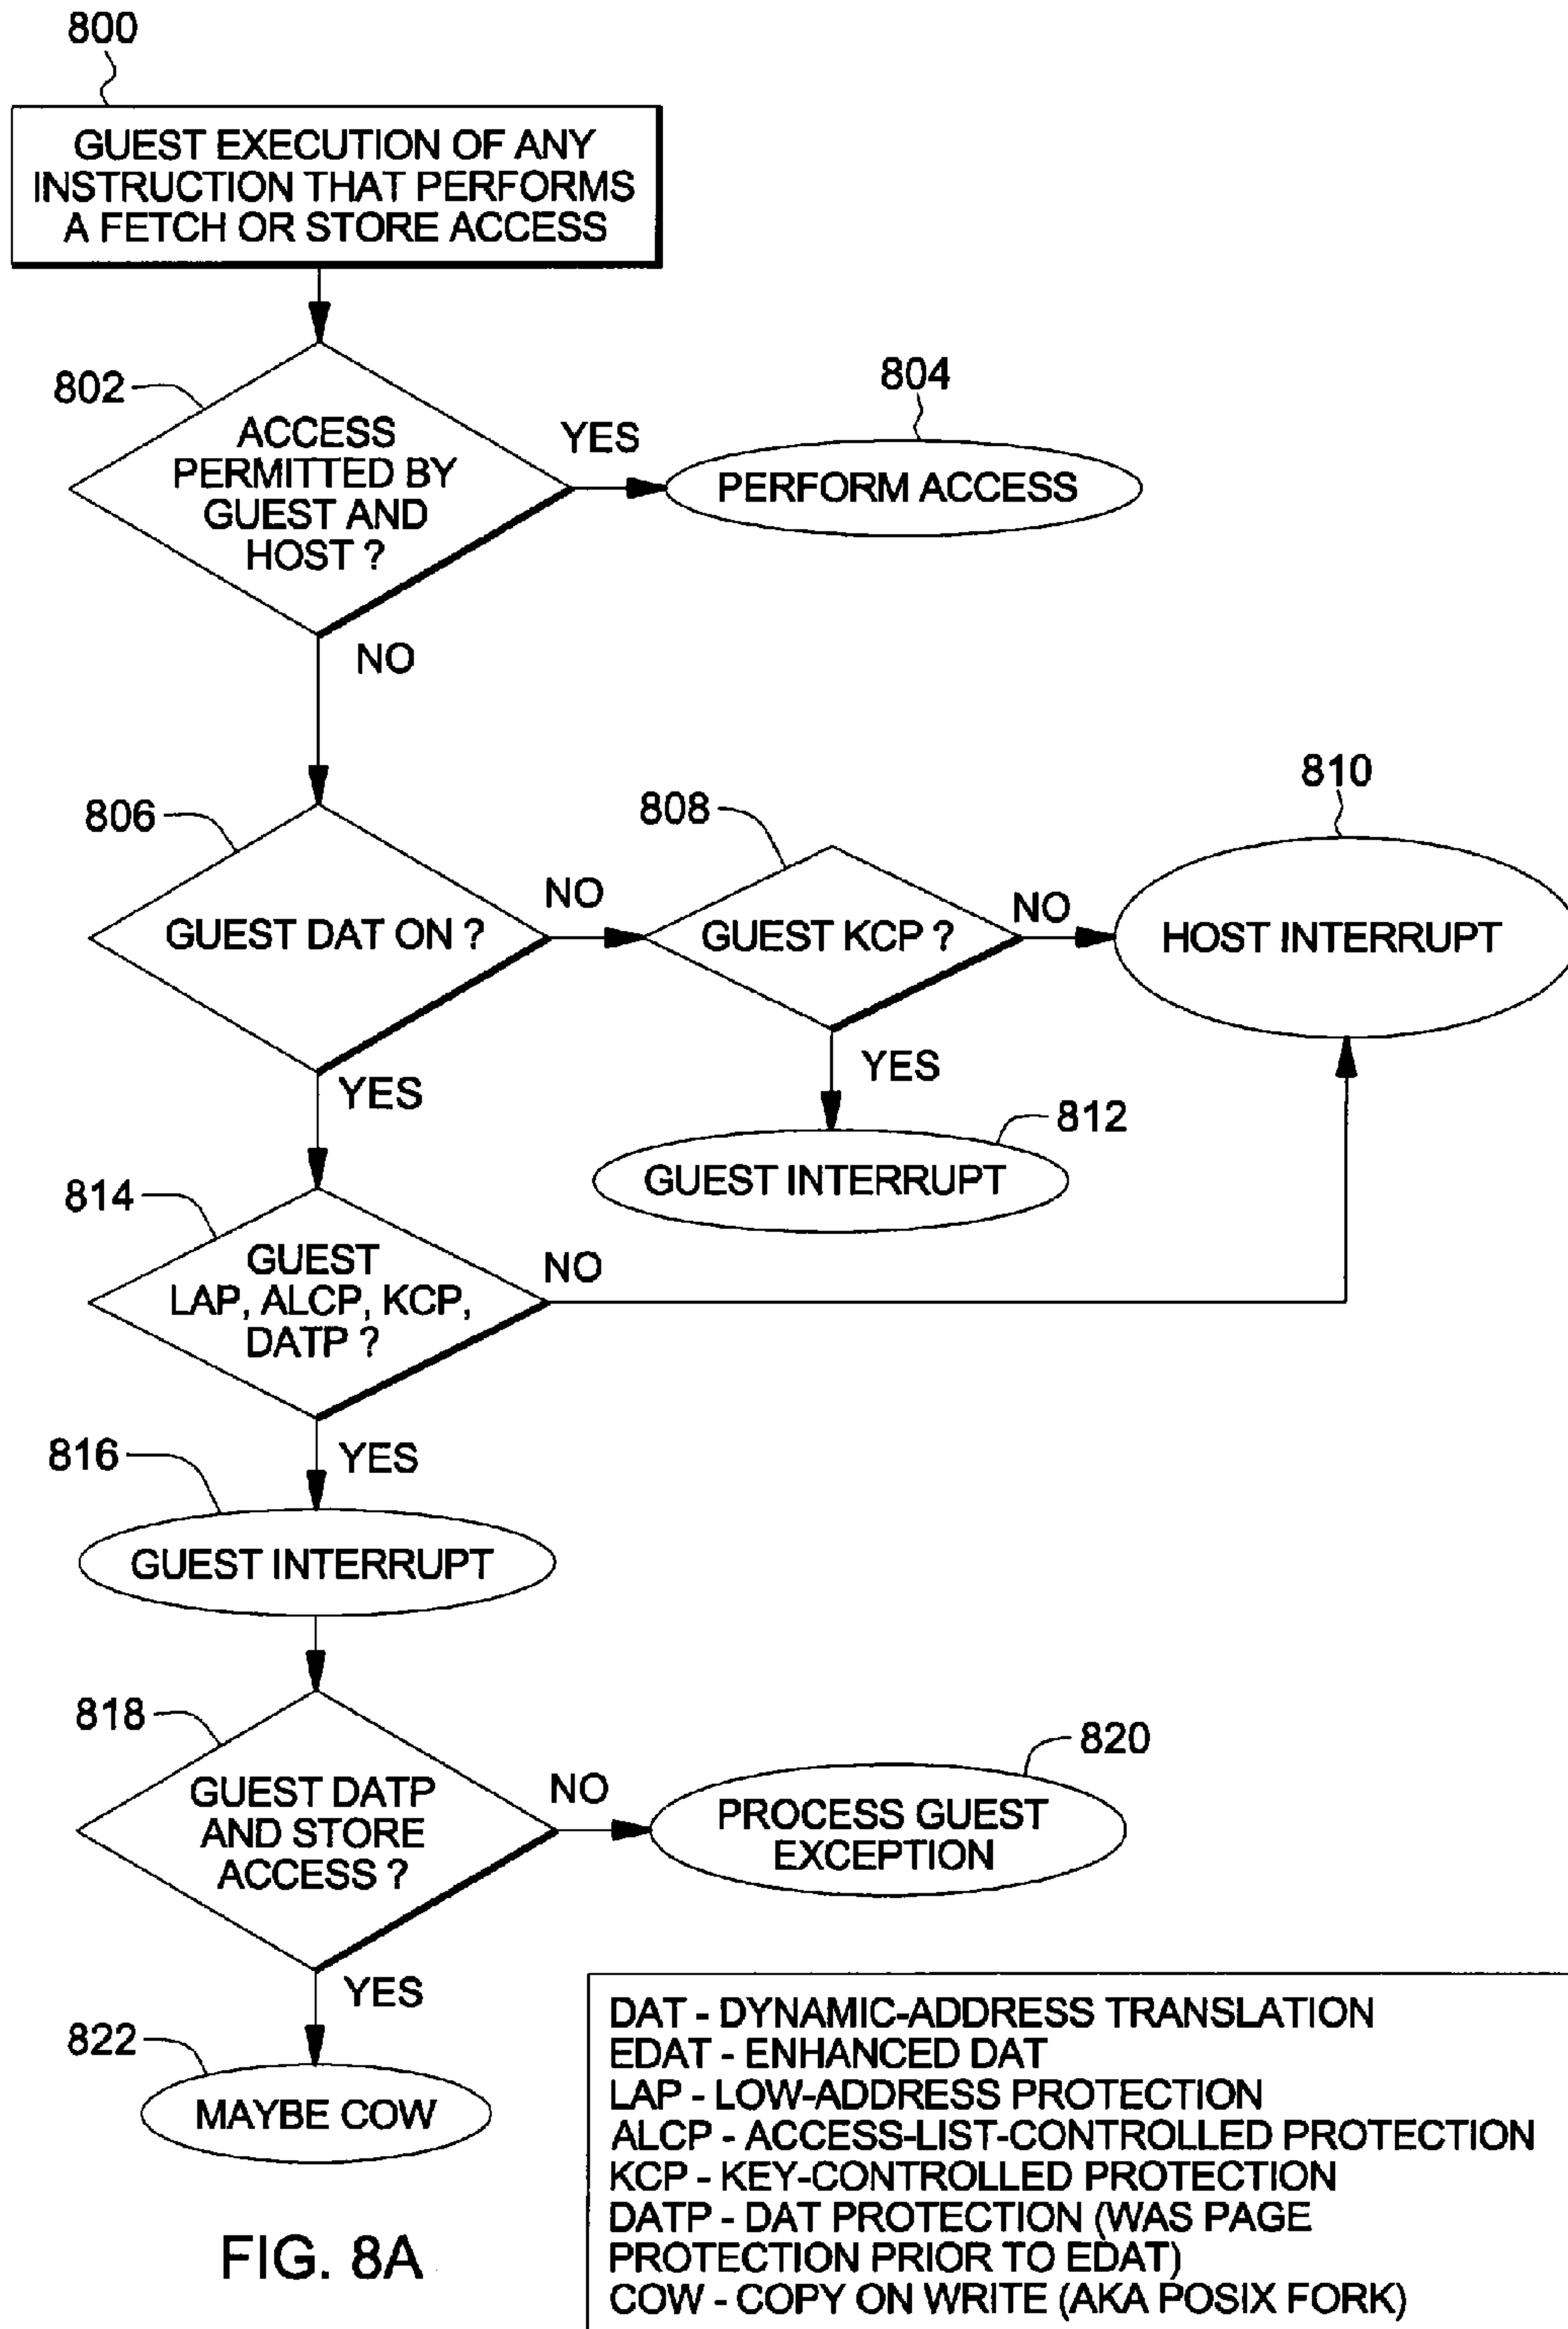 800
GUEST EXECUTION OF ANY
INSTRUCTION THAT PERFORMS
A FETCH OR STORE ACCESS
802
ACCESS
PERMITTED BY
GUEST AND
HOST ?
YES
804
PERFORM ACCESS
NO
806
GUEST DAT ON ?
NO
808
GUEST KCP ?
NO
810
HOST INTERRUPT
YES
YES
812
GUEST INTERRUPT
814
GUEST
LAP, ALCP, KCP,
DATP ?
NO
YES
816
GUEST INTERRUPT
818
GUEST DATP
AND STORE
ACCESS ?
NO
820
PROCESS GUEST
EXCEPTION
YES
822
MAYBE COW
DAT - DYNAMIC-ADDRESS TRANSLATION
EDAT - ENHANCED DAT
LAP - LOW-ADDRESS PROTECTION
ALCP - ACCESS-LIST-CONTROLLED PROTECTION
KCP - KEY-CONTROLLED PROTECTION
DATP - DAT PROTECTION (WAS PAGE
PROTECTION PRIOR TO EDAT)
COW - COPY ON WRITE (AKA POSIX FORK)
FIG. 8A